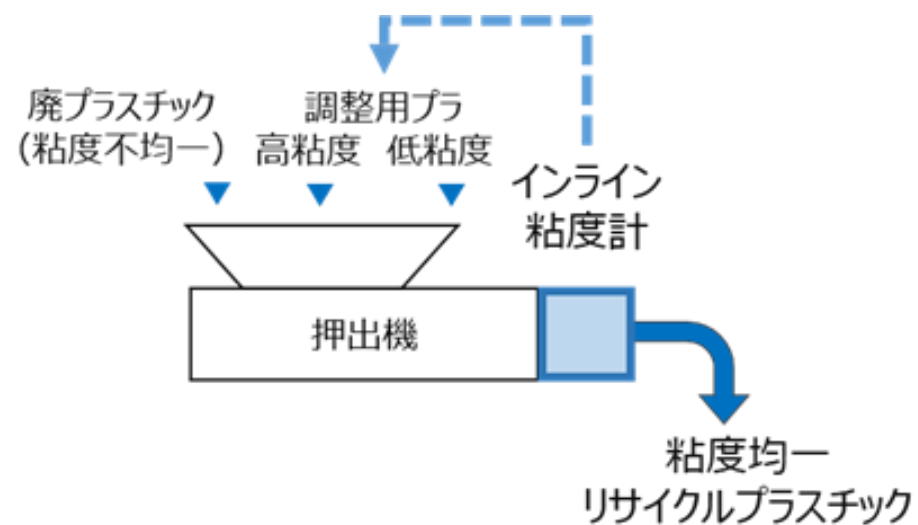 廃プラスチック
(粘度不均一)
調整用プラ
高粘度 低粘度
インライン
粘度計
押出機
粘度均一
リサイクルプラスチック